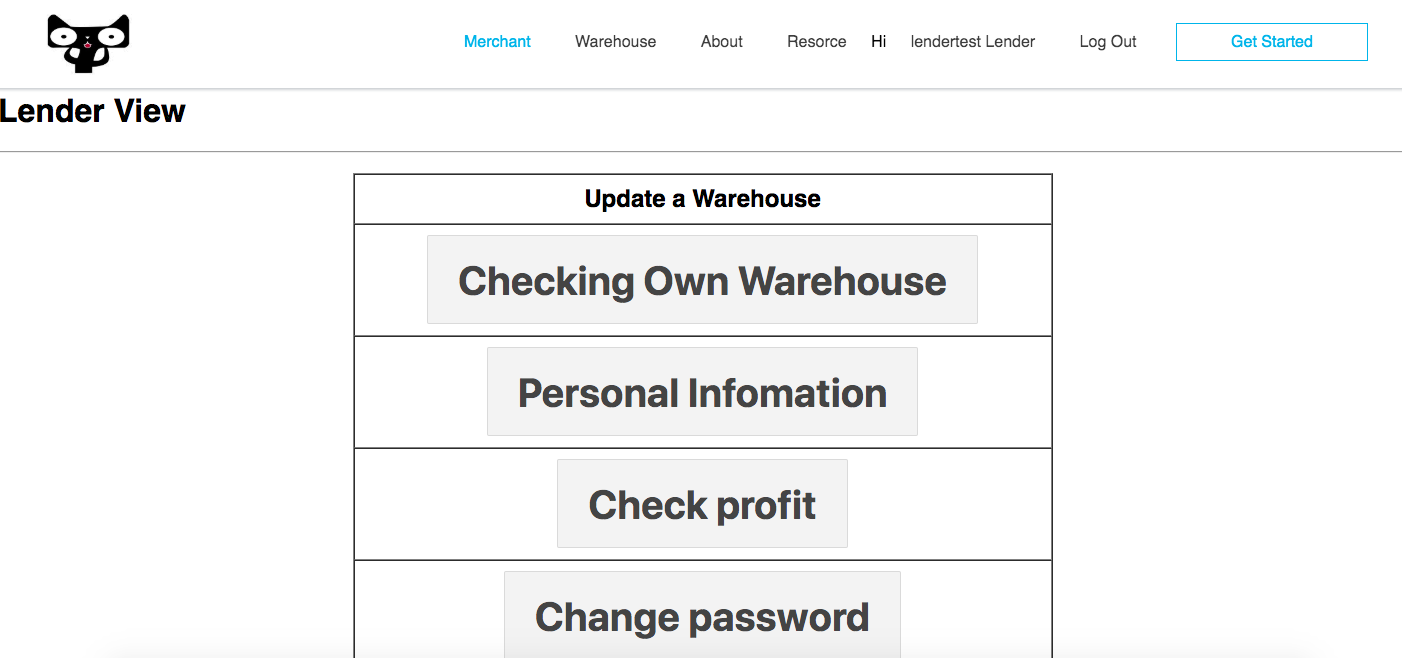 Merchant Warehouse About Resorce Hi lendertest Lender Log Out Get Started
Lender View
Update a Warehouse
Checking Own Warehouse
Personal Infomation
Check profit
Change password